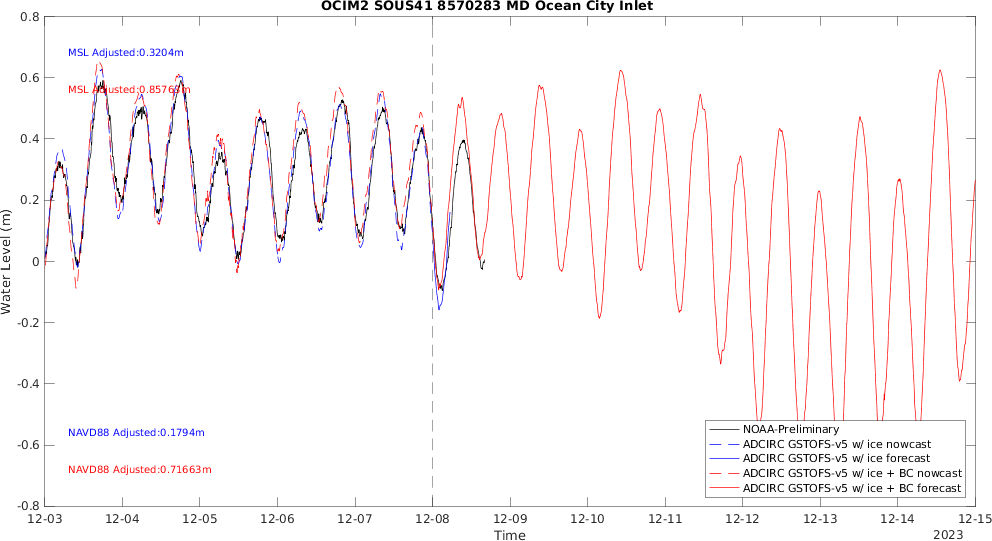 OCIM2 SOUS41 8570283 MD Ocean City Inlet
0.8
0.6
0.4
0.2
0
-0.2
-0.4
-0.6
-0.8
Water Level (m)
MSL Adjusted:0.3204m
MSL Adjusted:0.85769m
NAVD88 Adjusted:0.1794m
NAVD88 Adjusted:0.71663m
NOAA-Preliminary
ADCIRC GSTOFS-v5 w/ ice nowcast
ADCIRC GSTOFS-v5 w/ ice forecast
ADCIRC GSTOFS-v5 w/ ice + BC nowcast
ADCIRC GSTOFS-v5 w/ ice + BC forecast
12-03 12-04 12-05 12-06 12-07 12-08 12-09 12-10 12-11 12-12 12-13 12-14 12-15
Time
2023